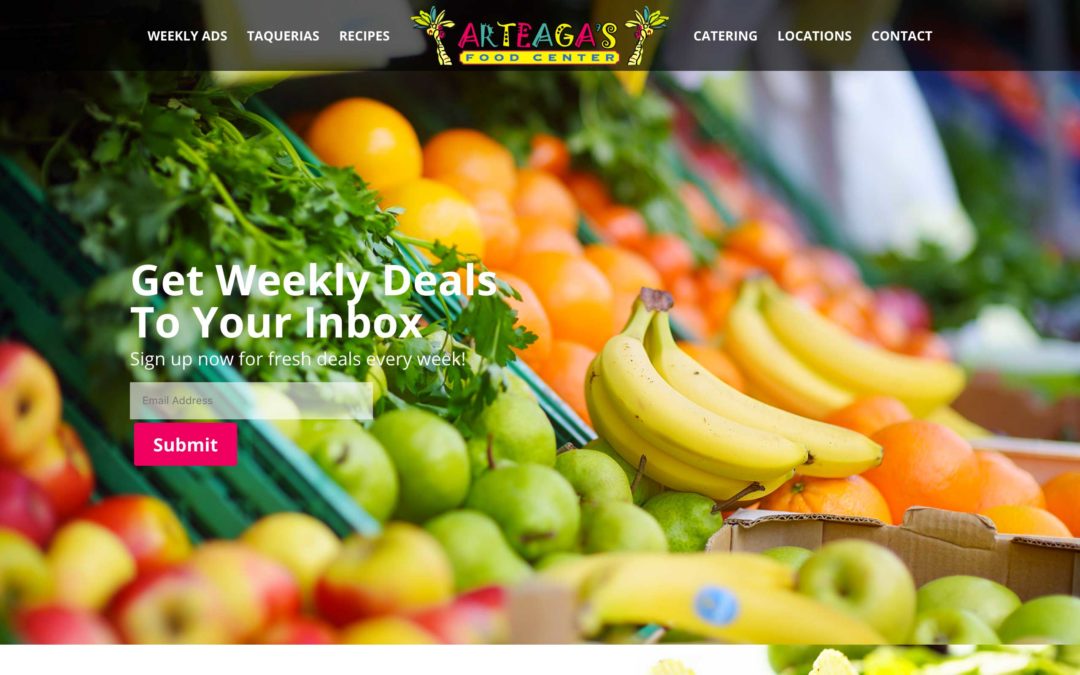 WEEKLY ADS TAQUERIAS RECIPES
ARTEAGA'S
FOOD CENTER
CATERING LOCATIONS CONTACT
Get Weekly Deals
To Your Inbox
Sign up now for fresh deals every week!
Email Address
Submit